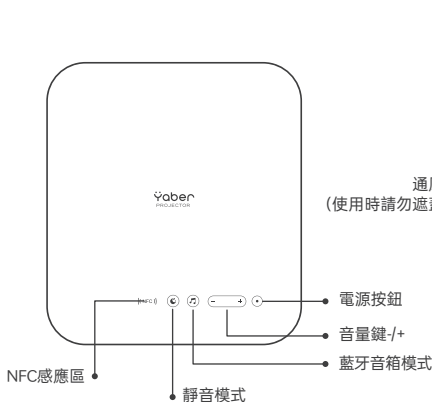 Yaber
PROJECTOR
通
(使用時請勿遮
NFC
- +
電源按鈕
音量鍵-/+
藍牙音箱模式
NFC感應區
靜音模式